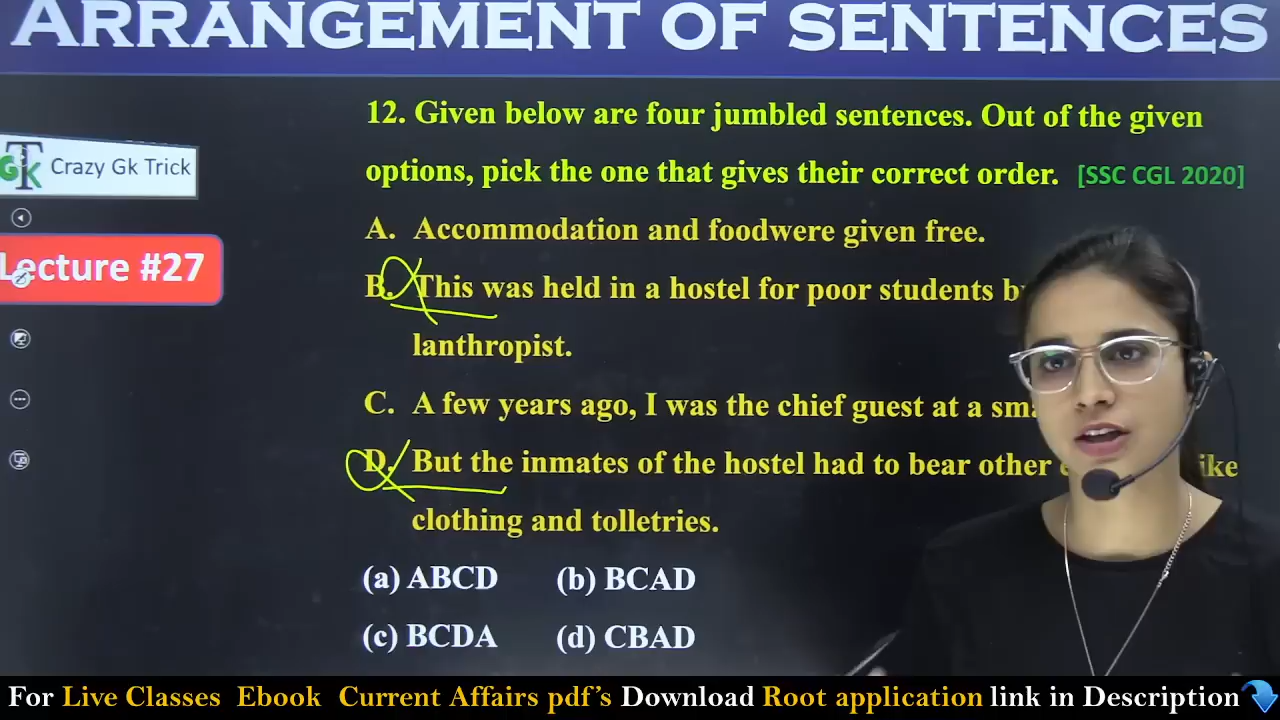 ARRANGEMENT OF SENTENCES
12. Given below are four jumbled sentences. Out of the given
options, pick the one that gives their correct order. [SSC CGL 2020]
GTK Crazy Gk Trick
Lecture #27
A. Accommodation and foodwere given free.
B. This was held in a hostel for poor students
lanthropist.
C. A few years ago, I was the chief guest at a
D. But the inmates of the hostel had to bear other
clothing and tolletries.
(a) ABCD (b) BCAD
(c) BCDA (d) CBAD
For Live Classes Ebook Current Affairs pdf's Download Root application link in Description